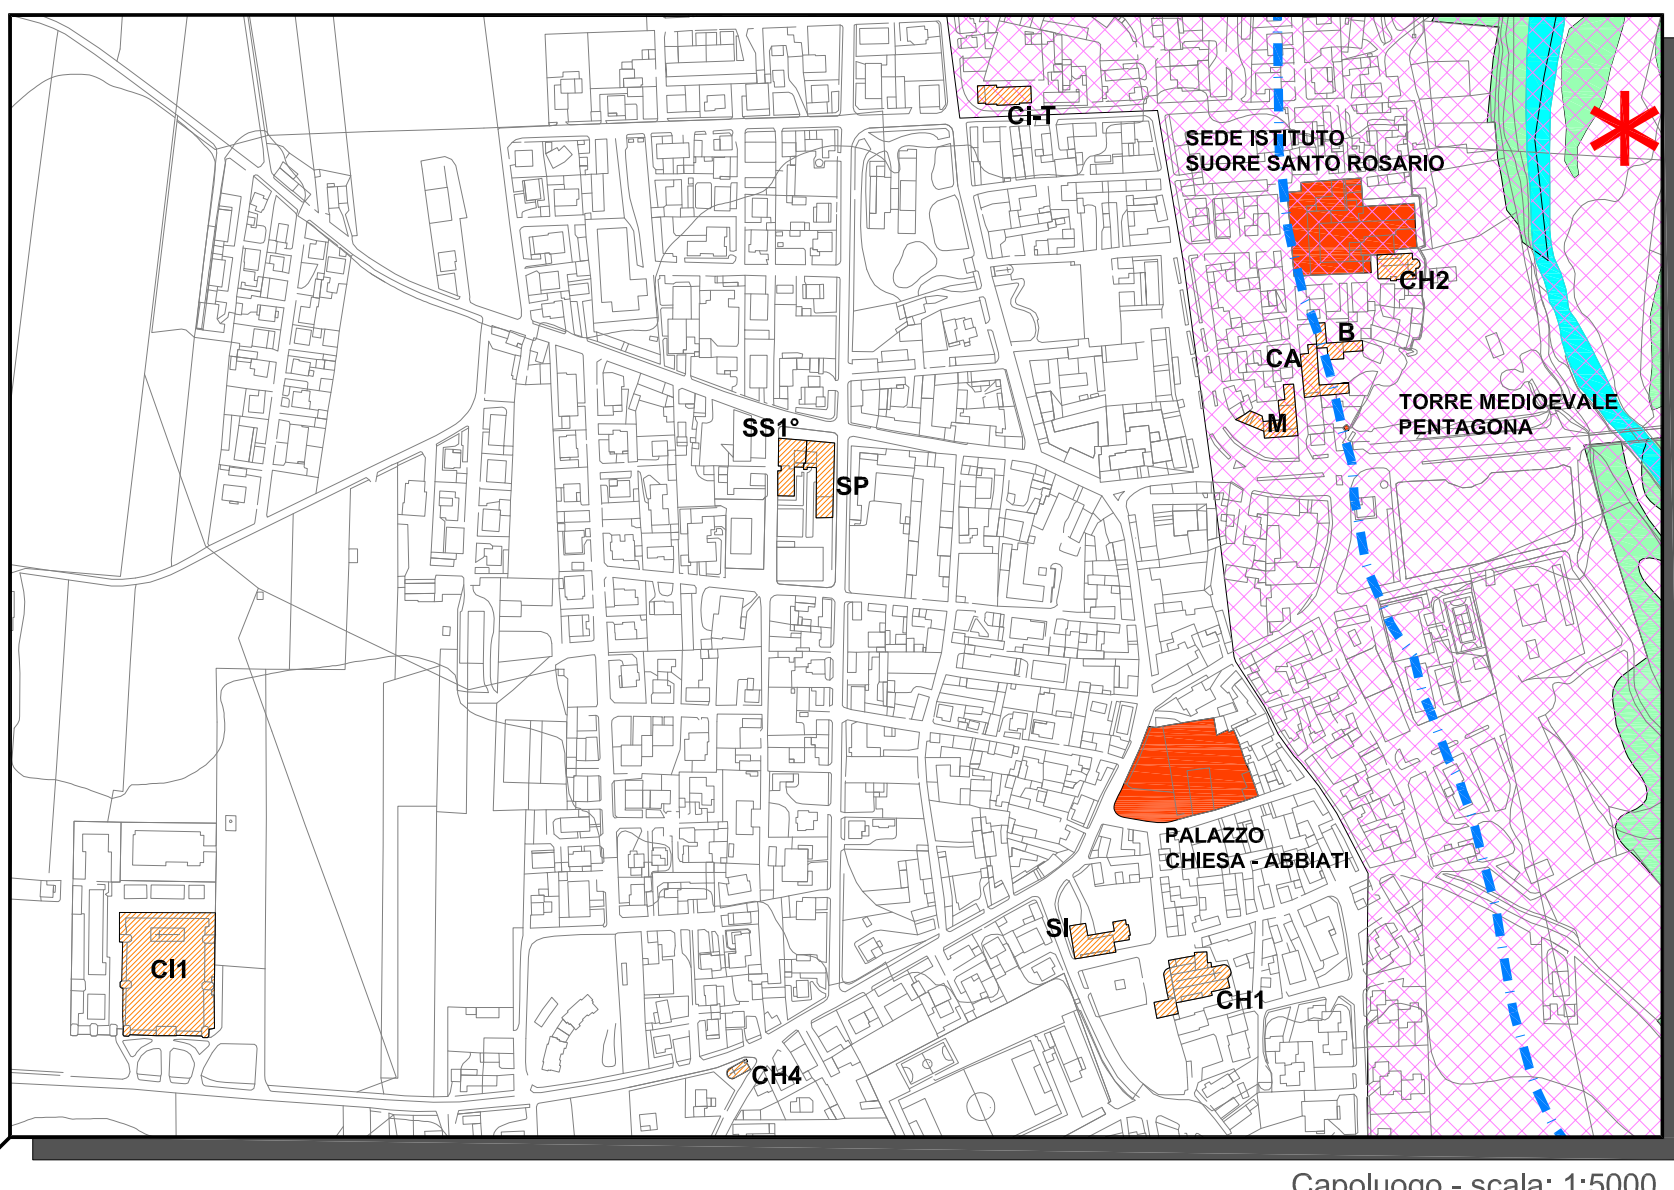 Ci-T
SEDE ISTITUTO
SUORE SANTO ROSARIO
CH2
B
CA
TORRE MEDIOEVALE
PENTAGONA
M
SS1°
SP
PALAZZO
CHIESA - ABBIATI
SI
CI1
CH1
CH4
Capoluogo - scala: 1:5000